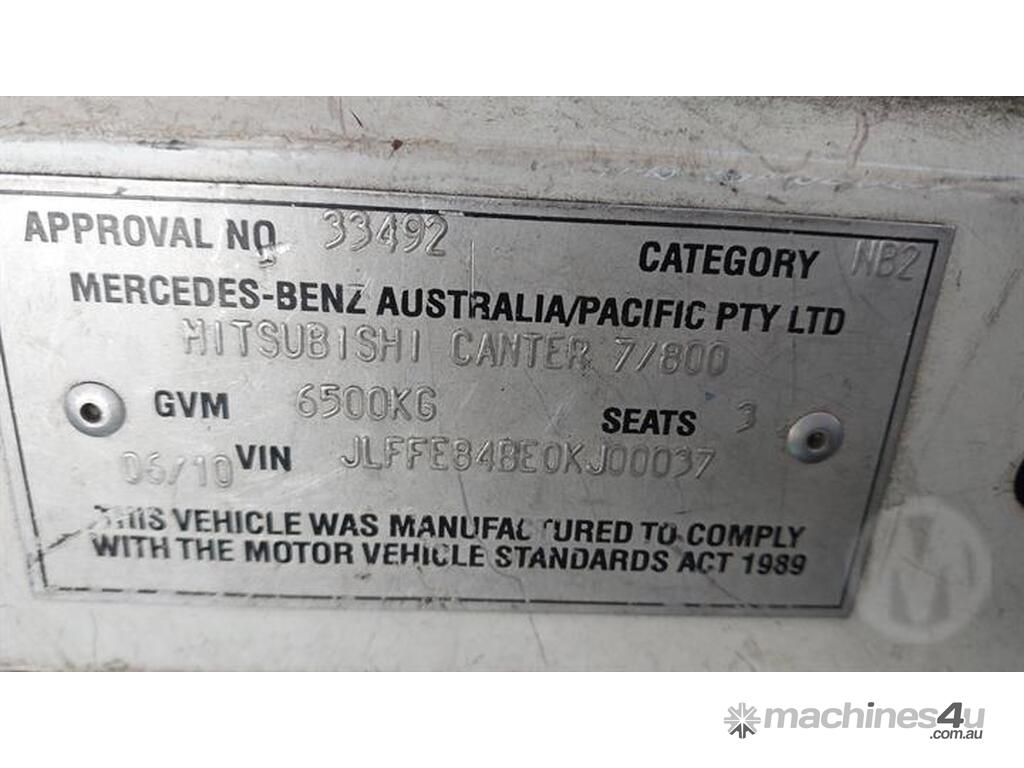 APPROVAL NO 33492 CATEGORY NB2
MERCEDES-BENZ AUSTRALIA/PACIFIC PTY LTD
MITSUBISHI CANTER 7/800
GVM 6500KG SEATS 3
06/10 VIN JLFFE84BE0KJ00037
THIS VEHICLE WAS MANUFACTURED TO COMPLY
WITH THE MOTOR VEHICLE STANDARDS ACT 1989
machines4u
.com.au